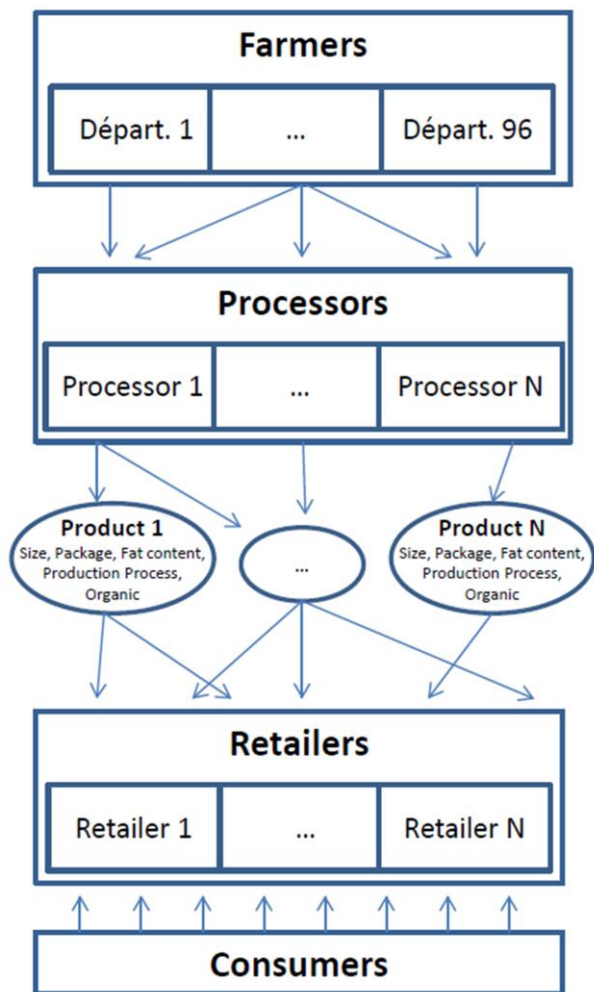 Farmers
Départ. 1
...
Départ. 96
Processors
Processor 1
...
Processor N
Product 1
Size, Package, Fat content,
Production Process,
Organic
...
Product N
Size, Package, Fat content,
Production Process,
Organic
Retailers
Retailer 1
...
Retailer N
Consumers